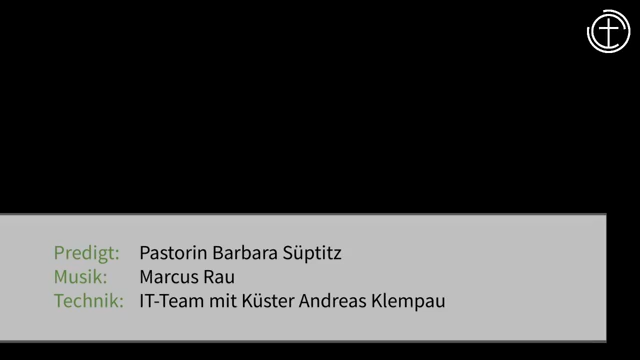 Predigt: Pastorin Barbara Süptitz
Musik: Marcus Rau
Technik: IT-Team mit Küster Andreas Klempau